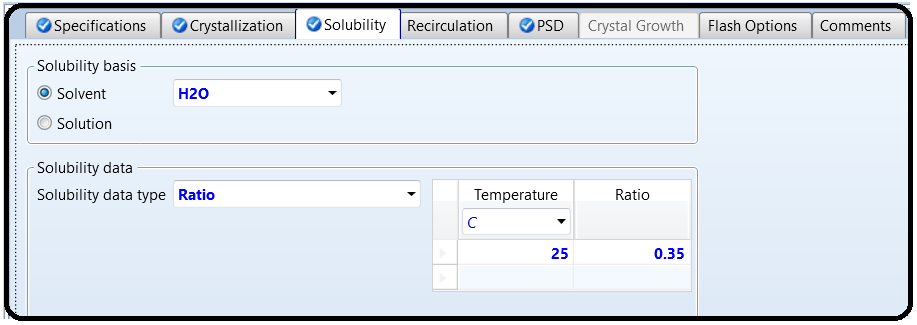 Specifications Crystallization Solubility Recirculation PSD Crystal Growth Flash Options Comments
Solubility basis
Solvent H2O
Solution
Solubility data
Solubility data type Ratio
Temperature Ratio
C
25 0.35